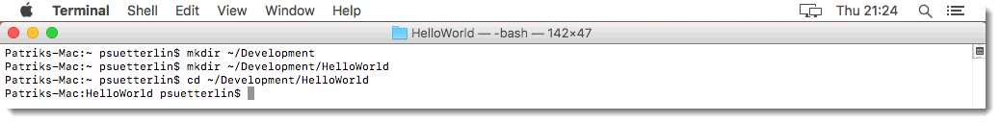 Terminal Shell Edit View Window Help Thu 21:24
HelloWorld — -bash — 142×47
Patriks-Mac:~ psuetterlin$ mkdir ~/Development
Patriks-Mac:~ psuetterlin$ mkdir ~/Development/HelloWorld
Patriks-Mac:~ psuetterlin$ cd ~/Development/HelloWorld
Patriks-Mac:HelloWorld psuetterlin$